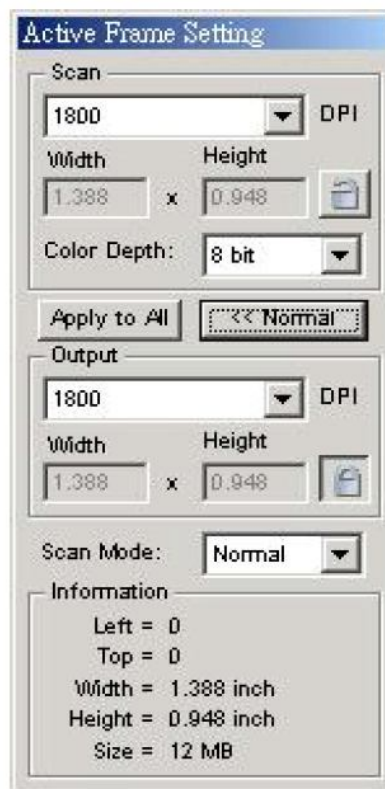 Active Frame Setting
Scan
1800 DPI
Width Height
1.388 x 0.948
Color Depth: 8 bit
Apply to All << Normal
Output
1800 DPI
Width Height
1.388 x 0.948
Scan Mode: Normal
Information
Left = 0
Top = 0
Width = 1.388 inch
Height = 0.948 inch
Size = 12 MB